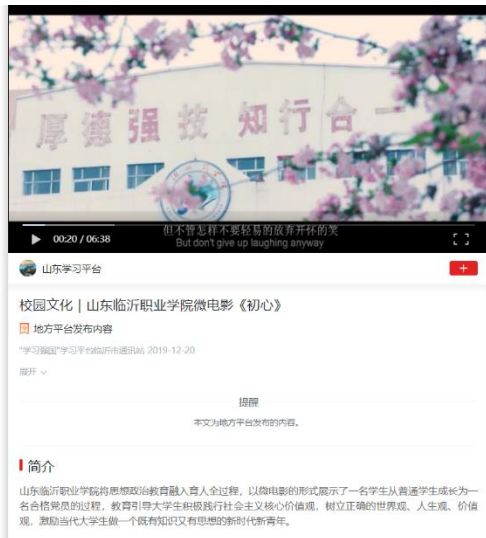 厚德强技 知行合一
但不管怎样不要轻易的放弃开怀的笑
But don't give up laughing anyway
00:20 / 06:38
山东学习平台
校园文化 | 山东临沂职业学院微电影《初心》
地方平台发布内容
“学习强国”学习平台临沂市通讯站 2019-12-20
展开
提醒
本文为地方平台发布的内容。
简介
山东临沂职业学院将思想政治教育融入育人全过程，以微电影的形式展示了一名学生从普通学生成长为一
名合格党员的过程，教育引导大学生积极践行社会主义核心价值观，树立正确的世界观、人生观、价值
观，激励当代大学生做一个既有知识又有思想的新时代新青年。